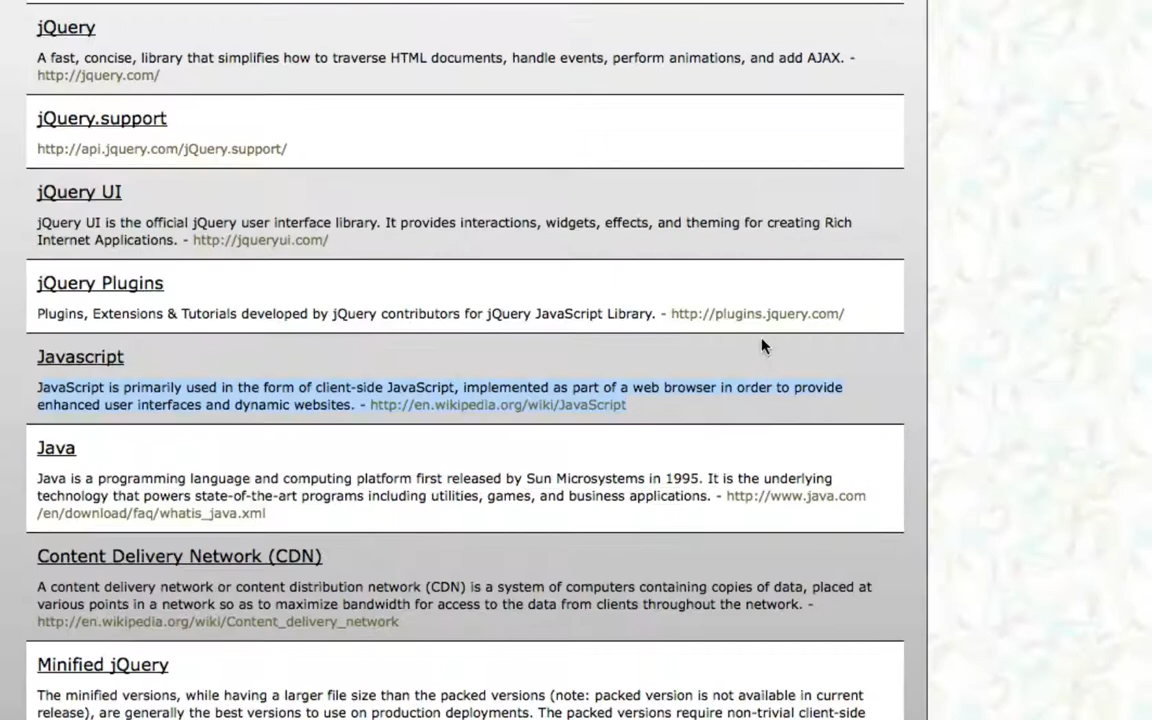 jQuery
A fast, concise, library that simplifies how to traverse HTML documents, handle events, perform animations, and add AJAX. -
http://jquery.com/
jQuery.support
http://api.jquery.com/jQuery.support/
jQuery UI
jQuery UI is the official jQuery user interface library. It provides interactions, widgets, effects, and theming for creating Rich
Internet Applications. - http://jqueryui.com/
jQuery Plugins
Plugins, Extensions & Tutorials developed by jQuery contributors for jQuery JavaScript Library. - http://plugins.jquery.com/
Javascript
JavaScript is primarily used in the form of client-side JavaScript, implemented as part of a web browser in order to provide
enhanced user interfaces and dynamic websites. - http://en.wikipedia.org/wiki/JavaScript
Java
Java is a programming language and computing platform first released by Sun Microsystems in 1995. It is the underlying
technology that powers state-of-the-art programs including utilities, games, and business applications. - http://www.java.com
/en/download/faq/whatis_java.xml
Content Delivery Network (CDN)
A content delivery network or content distribution network (CDN) is a system of computers containing copies of data, placed at
various points in a network so as to maximize bandwidth for access to the data from clients throughout the network. -
http://en.wikipedia.org/wiki/Content_delivery_network
Minified jQuery
The minified versions, while having a larger file size than the packed versions (note: packed version is not available in current
release), are generally the best versions to use on production deployments. The packed versions require non-trivial client-side